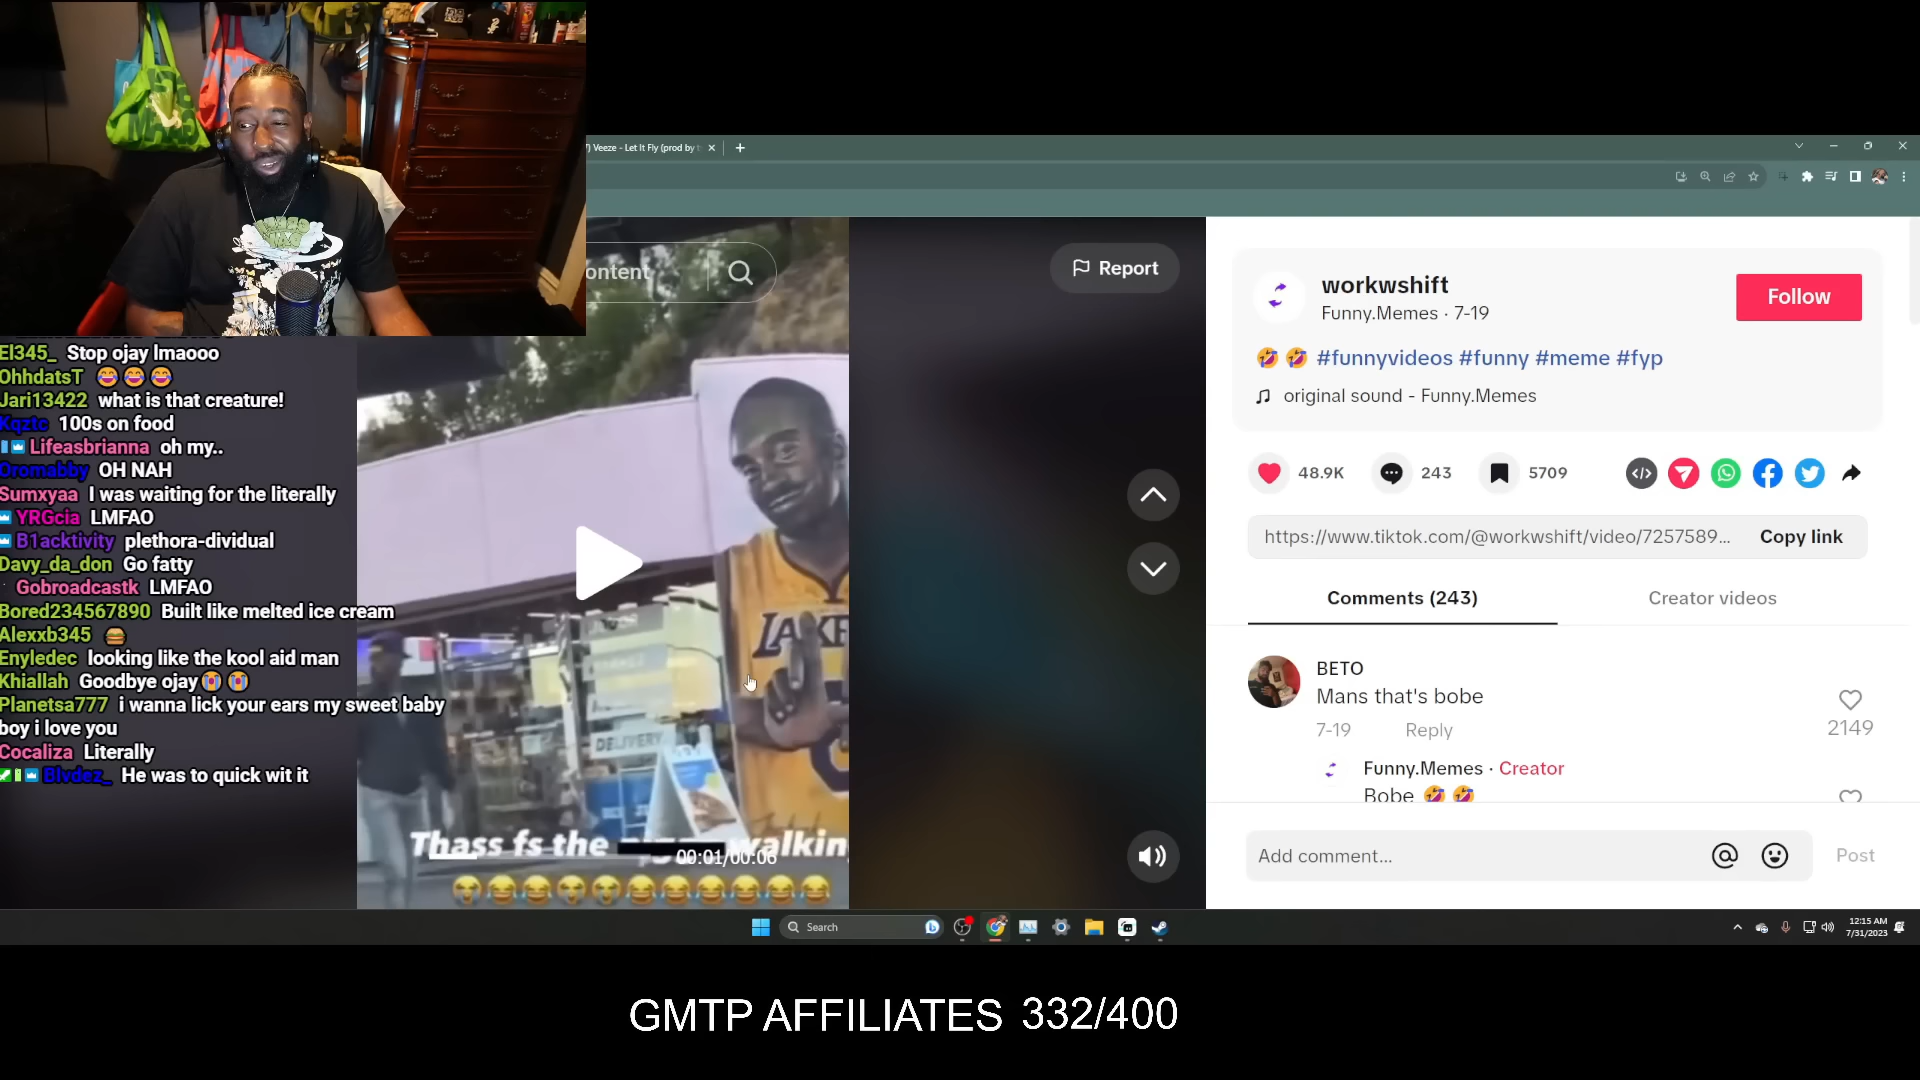 ) Veeze - Let It Fly (prod by t
ontent
Report
El345_ Stop ojay lmaooo
OhhdatsT 😂😂😂
Jari13422 what is that creature!
Kqztc 100s on food
Lifeasbrianna oh my..
Oromabby OH NAH
Sumxyaa I was waiting for the literally
YRGcia LMFAO
B1acktivity plethora-dividual
Davy_da_don Go fatty
Gobroadcastk LMFAO
Bored234567890 Built like melted ice cream
Alexxb345 🍔
Enyledec looking like the kool aid man
Khiallah Goodbye ojay😭 😭
Planetsa777 i wanna lick your ears my sweet baby
boy i love you
Cocaliza Literally
Blvdez_ He was to quick wit it
LAKE
DELIVERY
Thass fs the walkin
00:01/00:06
workwshift
Funny.Memes · 7-19
Follow
🤣 🤣 #funnyvideos #funny #meme #fyp
original sound - Funny.Memes
48.9K
243
5709
https://www.tiktok.com/@workwshift/video/7257589...
Copy link
Comments (243)
Creator videos
BETO
Mans that's bobe
7-19 Reply
2149
Funny.Memes · Creator
Bobe 🤣 🤣
Add comment...
Post
Search
12:15 AM
7/31/2023
GMTP AFFILIATES 332/400